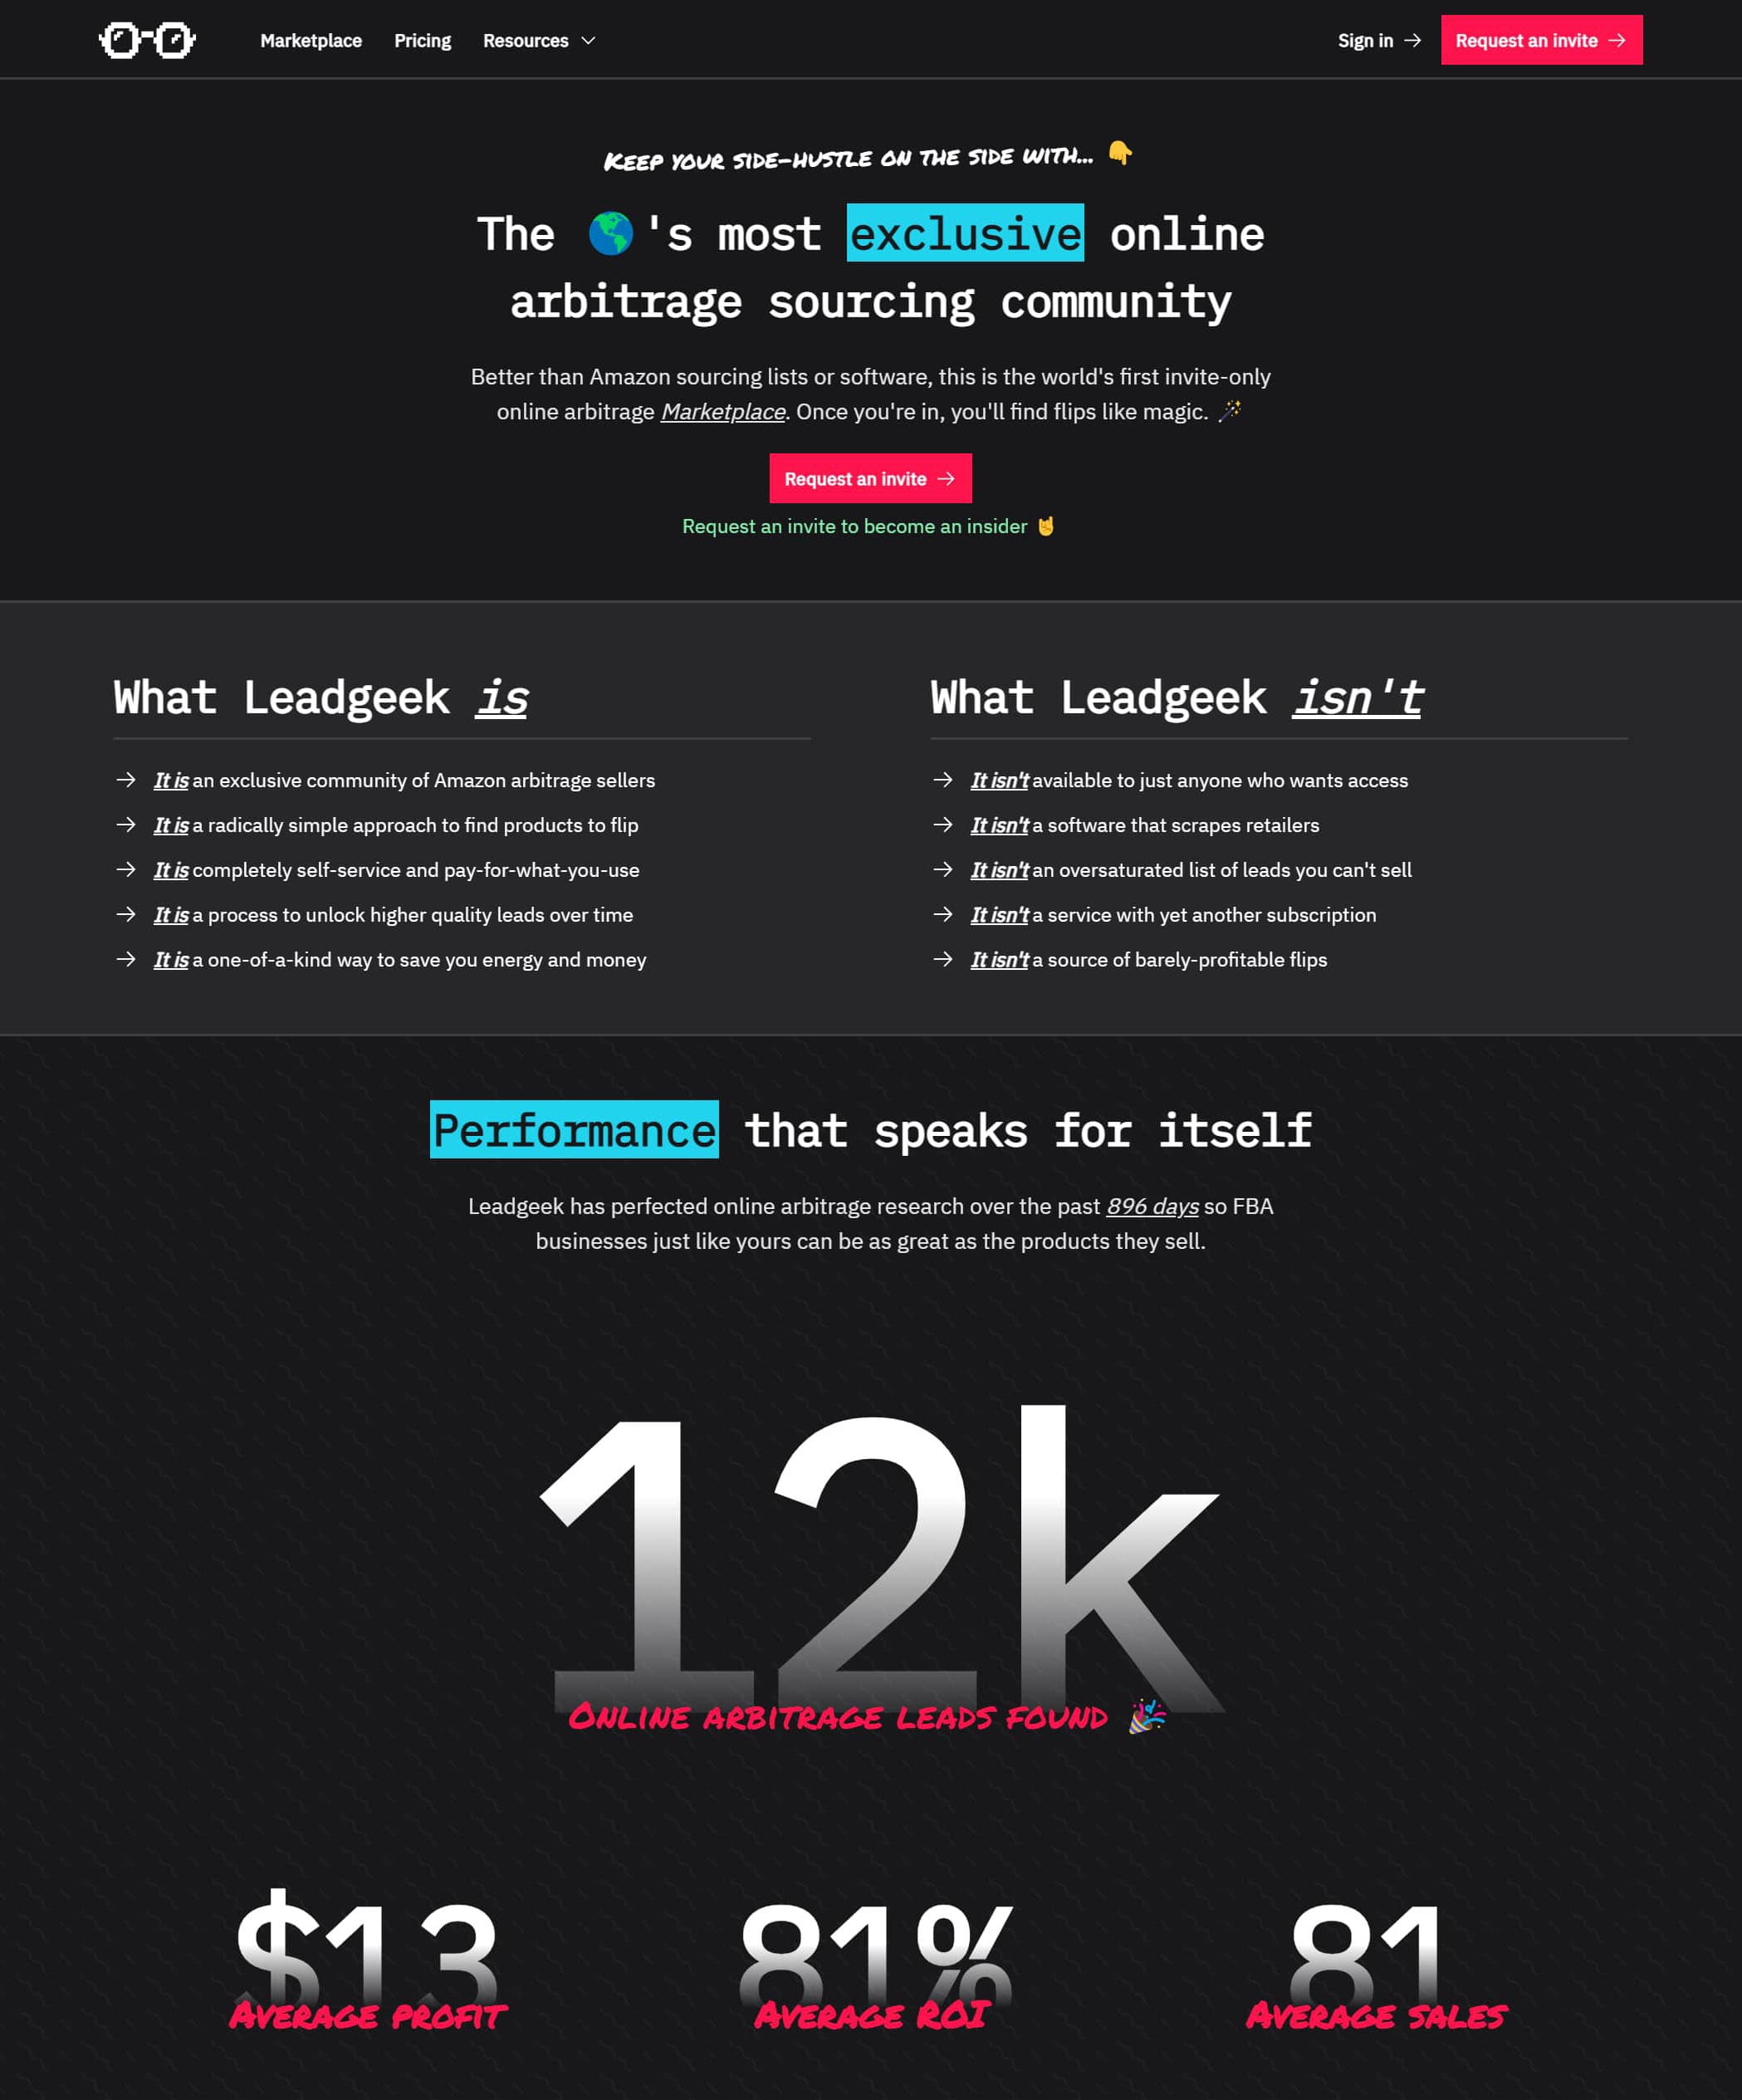 Marketplace Pricing Resources Sign in → Request an invite →
Keep your side-hustle on the side with... 👇
The 🌎's most exclusive online
arbitrage sourcing community
Better than Amazon sourcing lists or software, this is the world's first invite-only
online arbitrage Marketplace. Once you're in, you'll find flips like magic. 🪄
Request an invite →
Request an invite to become an insider 🤘
What Leadgeek is
→ It is an exclusive community of Amazon arbitrage sellers
→ It is a radically simple approach to find products to flip
→ It is completely self-service and pay-for-what-you-use
→ It is a process to unlock higher quality leads over time
→ It is a one-of-a-kind way to save you energy and money
What Leadgeek isn't
→ It isn't available to just anyone who wants access
→ It isn't a software that scrapes retailers
→ It isn't an oversaturated list of leads you can't sell
→ It isn't a service with yet another subscription
→ It isn't a source of barely-profitable flips
Performance that speaks for itself
Leadgeek has perfected online arbitrage research over the past 896 days so FBA
businesses just like yours can be as great as the products they sell.
12k
Online arbitrage leads found 🎉
$13
Average profit
81%
Average ROI
81
Average sales